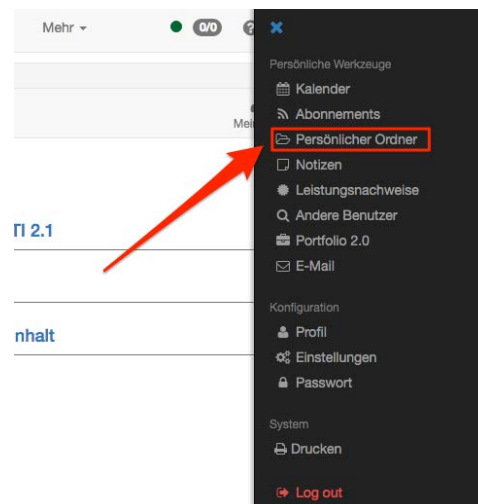 Mehr
0/0
Persönliche Werkzeuge
Kalender
Abonnements
Mei
Persönlicher Ordner
Notizen
Leistungsnachweise
Andere Benutzer
TI 2.1
Portfolio 2.0
E-Mail
Konfiguration
nhalt
Profil
Einstellungen
Passwort
System
Drucken
Log out